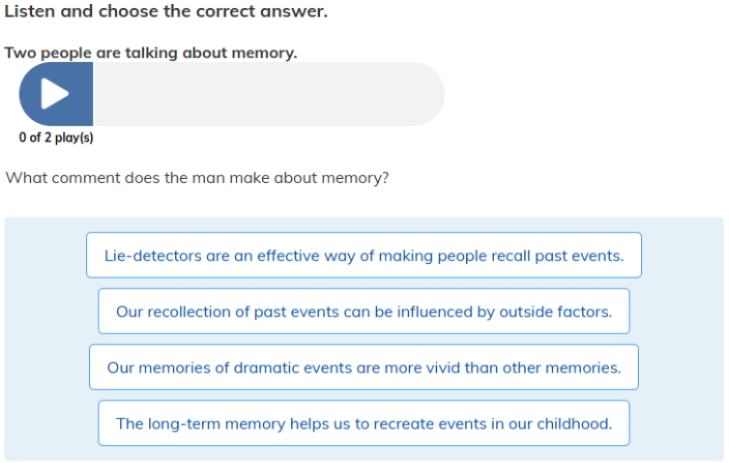 Listen and choose the correct answer.
Two people are talking about memory.
0 of 2 play(s)
What comment does the man make about memory?
Lie-detectors are an effective way of making people recall past events.
Our recollection of past events can be influenced by outside factors.
Our memories of dramatic events are more vivid than other memories.
The long-term memory helps us to recreate events in our childhood.